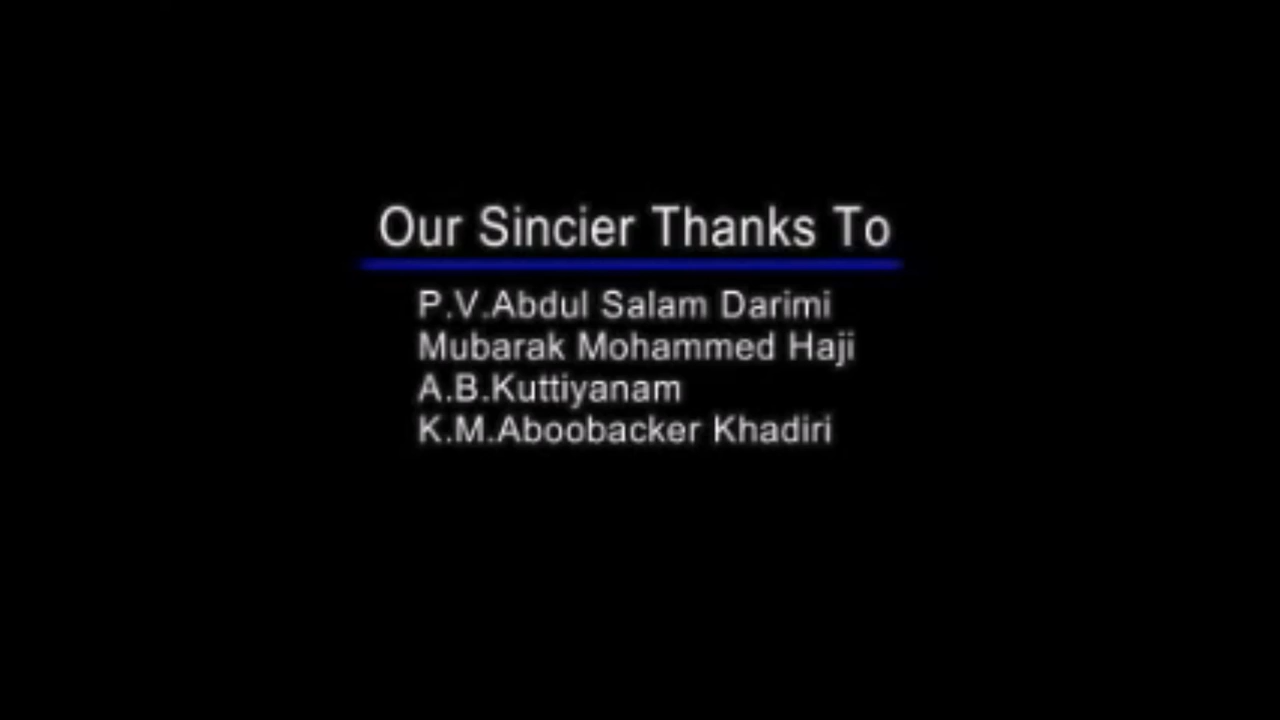 Our Sincier Thanks To
P.V.Abdul Salam Darimi
Mubarak Mohammed Haji
A.B.Kuttiyanam
K.M.Aboobacker Khadiri